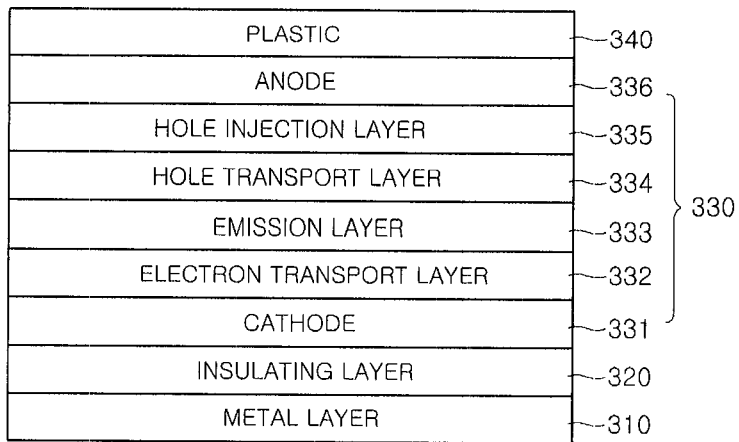 PLASTIC 340
ANODE 336
HOLE INJECTION LAYER 335
HOLE TRANSPORT LAYER 334
330
EMISSION LAYER 333
ELECTRON TRANSPORT LAYER 332
CATHODE 331
INSULATING LAYER 320
METAL LAYER 310